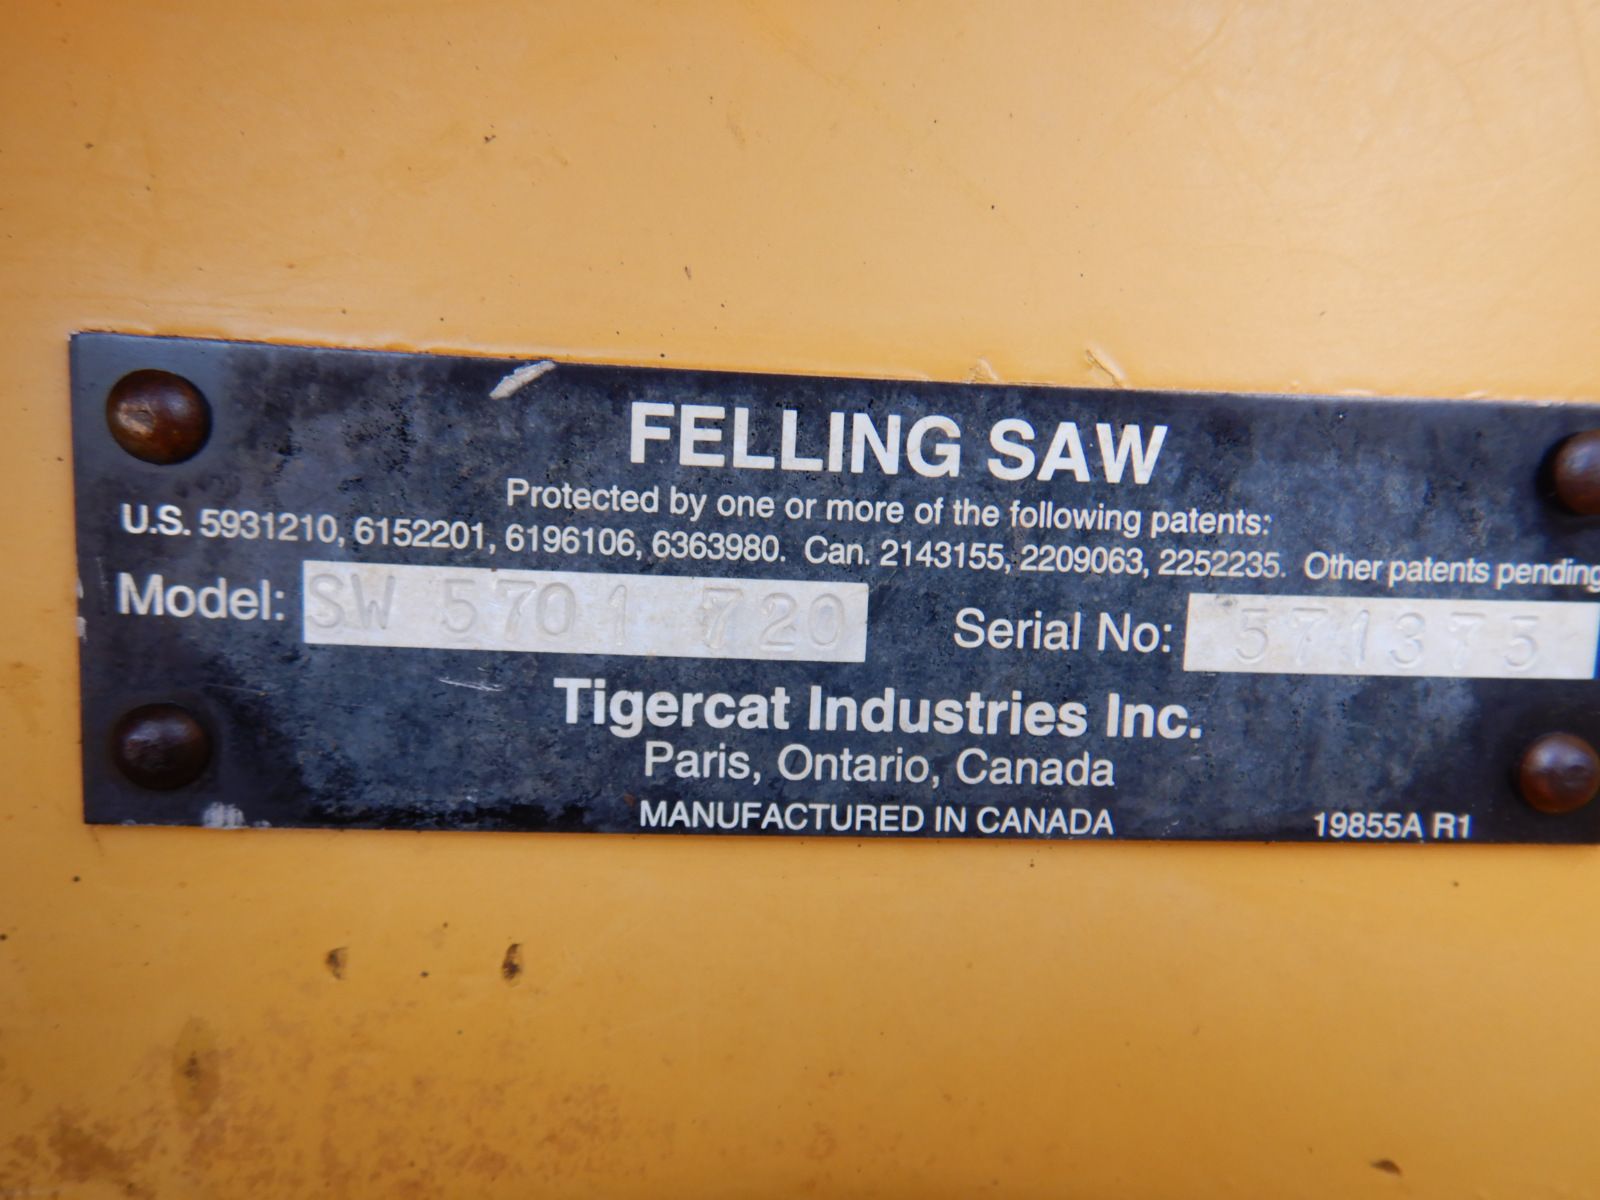 FELLING SAW
Protected by one or more of the following patents:
U.S. 5931210, 6152201, 6196106, 6363980. Can. 2143155, 2209063, 2252235. Other patents pending
Model: SW 5701 720 Serial No: 571375
Tigercat Industries Inc.
Paris, Ontario, Canada
MANUFACTURED IN CANADA 19855A R1